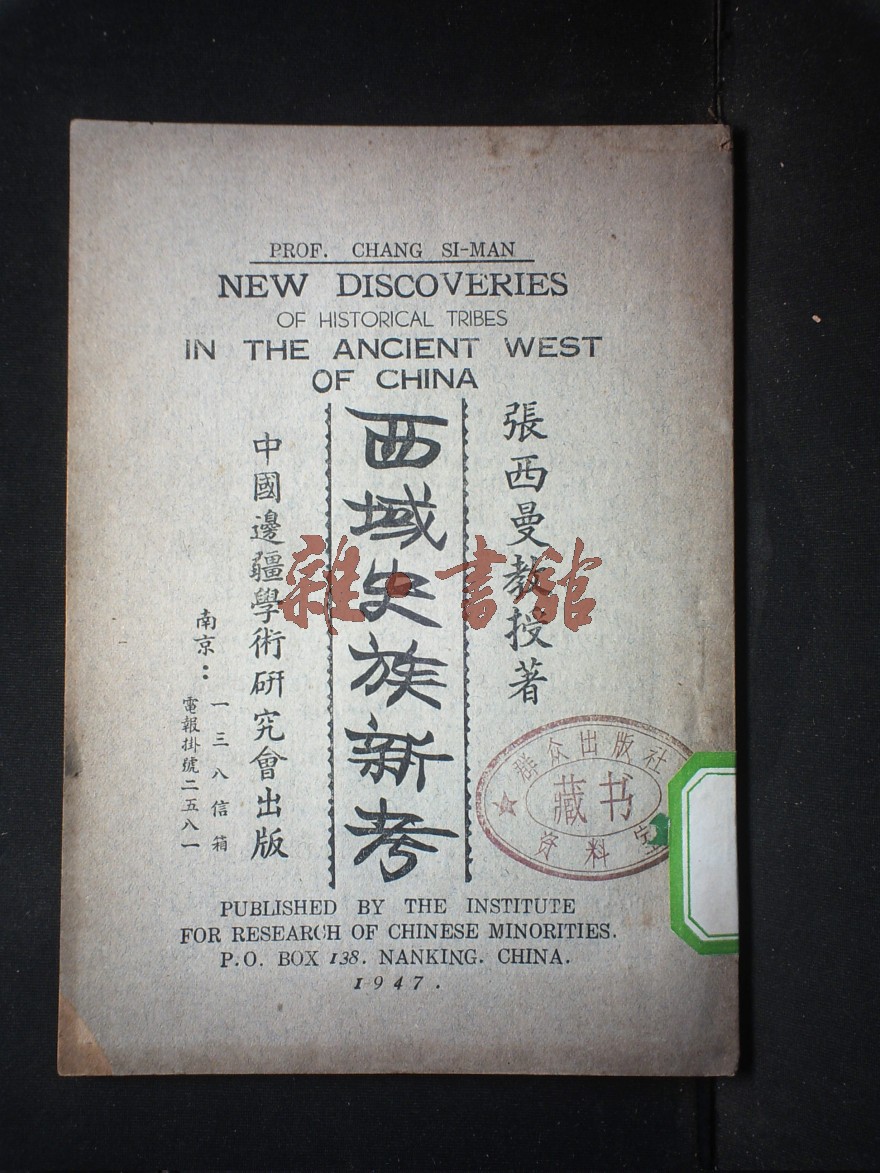 PROF. CHANG SI-MAN
NEW DISCOVERIES
OF HISTORICAL TRIBES
IN THE ANCIENT WEST
OF CHINA
張西曼教授著
西域史族新考
中國邊疆學術研究會出版
南京：
一三八信箱
電報掛號二五八一
雜·書館
群众出版社
藏书
资料室
PUBLISHED BY THE INSTITUTE
FOR RESEARCH OF CHINESE MINORITIES.
P.O. BOX 138. NANKING. CHINA.
1947.